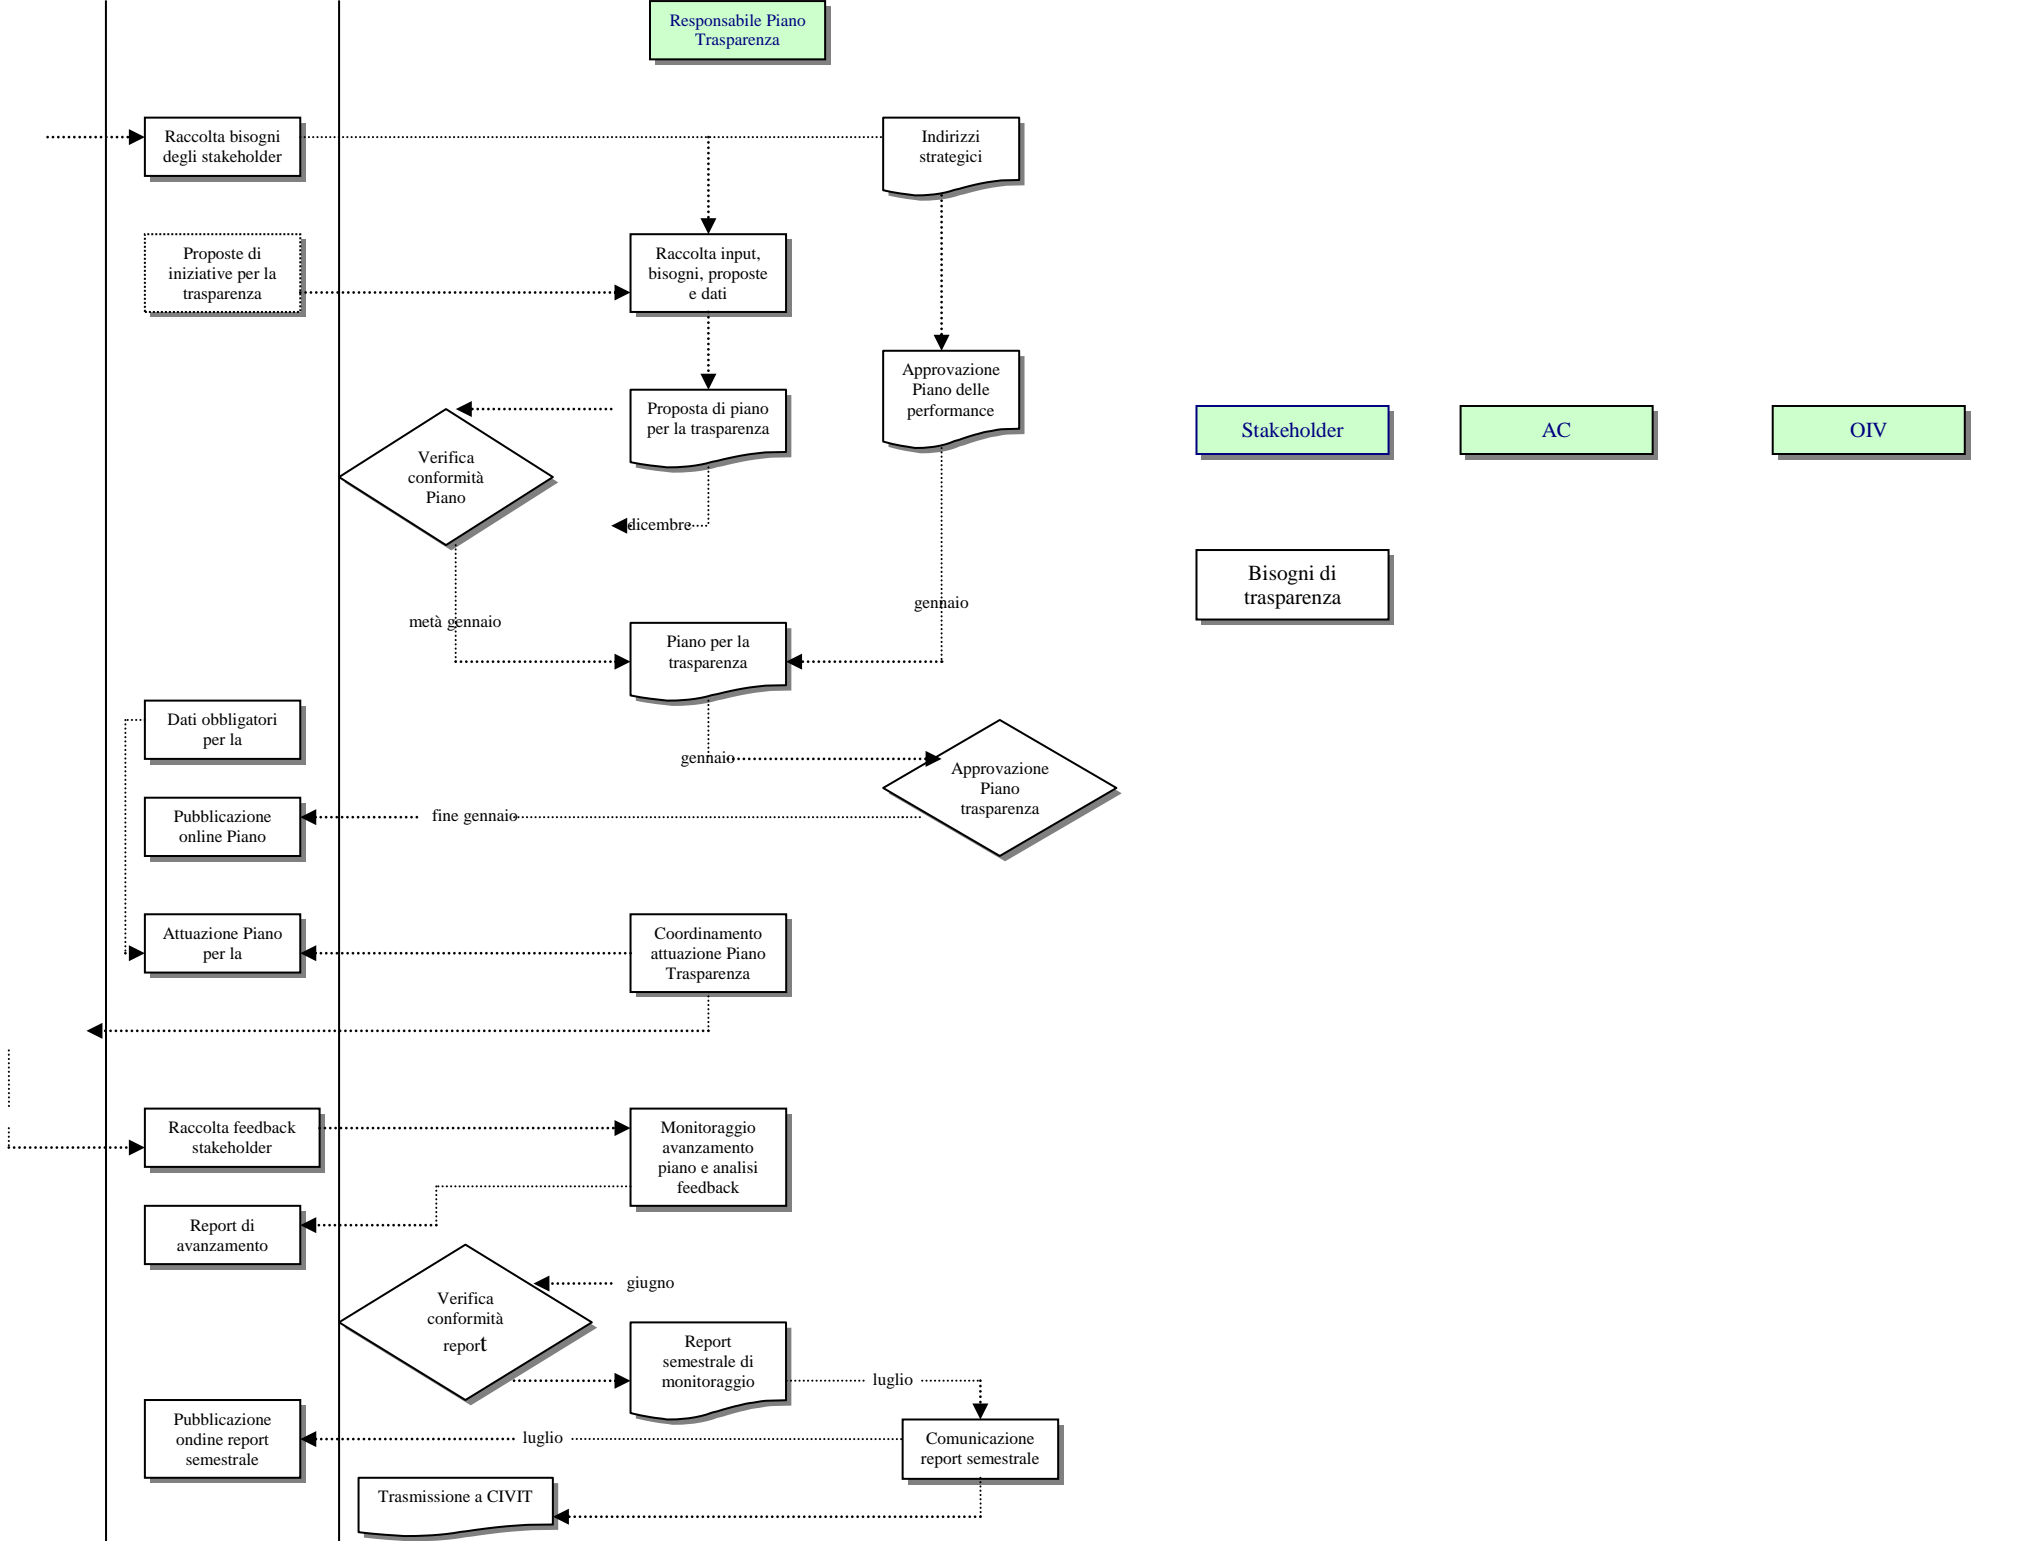 Responsabile Piano
Trasparenza
Raccolta bisogni
degli stakeholder
Indirizzi
strategici
Proposte di
iniziative per la
trasparenza
Raccolta input,
bisogni, proposte
e dati
Approvazione
Piano delle
performance
Proposta di piano
per la trasparenza
Verifica
conformità
Piano
Stakeholder
AC
OIV
dicembre
Bisogni di
trasparenza
gennaio
metà gennaio
Piano per la
trasparenza
Dati obbligatori
per la
gennaio
Approvazione
Piano
trasparenza
Pubblicazione
online Piano
fine gennaio
Attuazione Piano
per la
Coordinamento
attuazione Piano
Trasparenza
Raccolta feedback
stakeholder
Monitoraggio
avanzamento
piano e analisi
feedback
Report di
avanzamento
giugno
Verifica
conformità
report
Report
semestrale di
monitoraggio
luglio
Pubblicazione
ondine report
semestrale
luglio
Comunicazione
report semestrale
Trasmissione a CIVIT